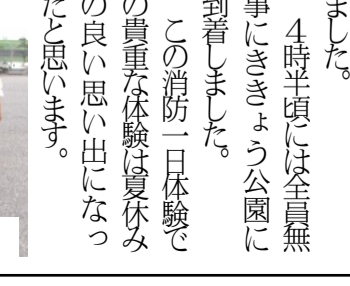 ました。
４時半頃には全員無
事にききょう公園に
到着しました。
この消防一日体験で
の貴重な体験は夏休み
の良い思い出になっ
たと思います。